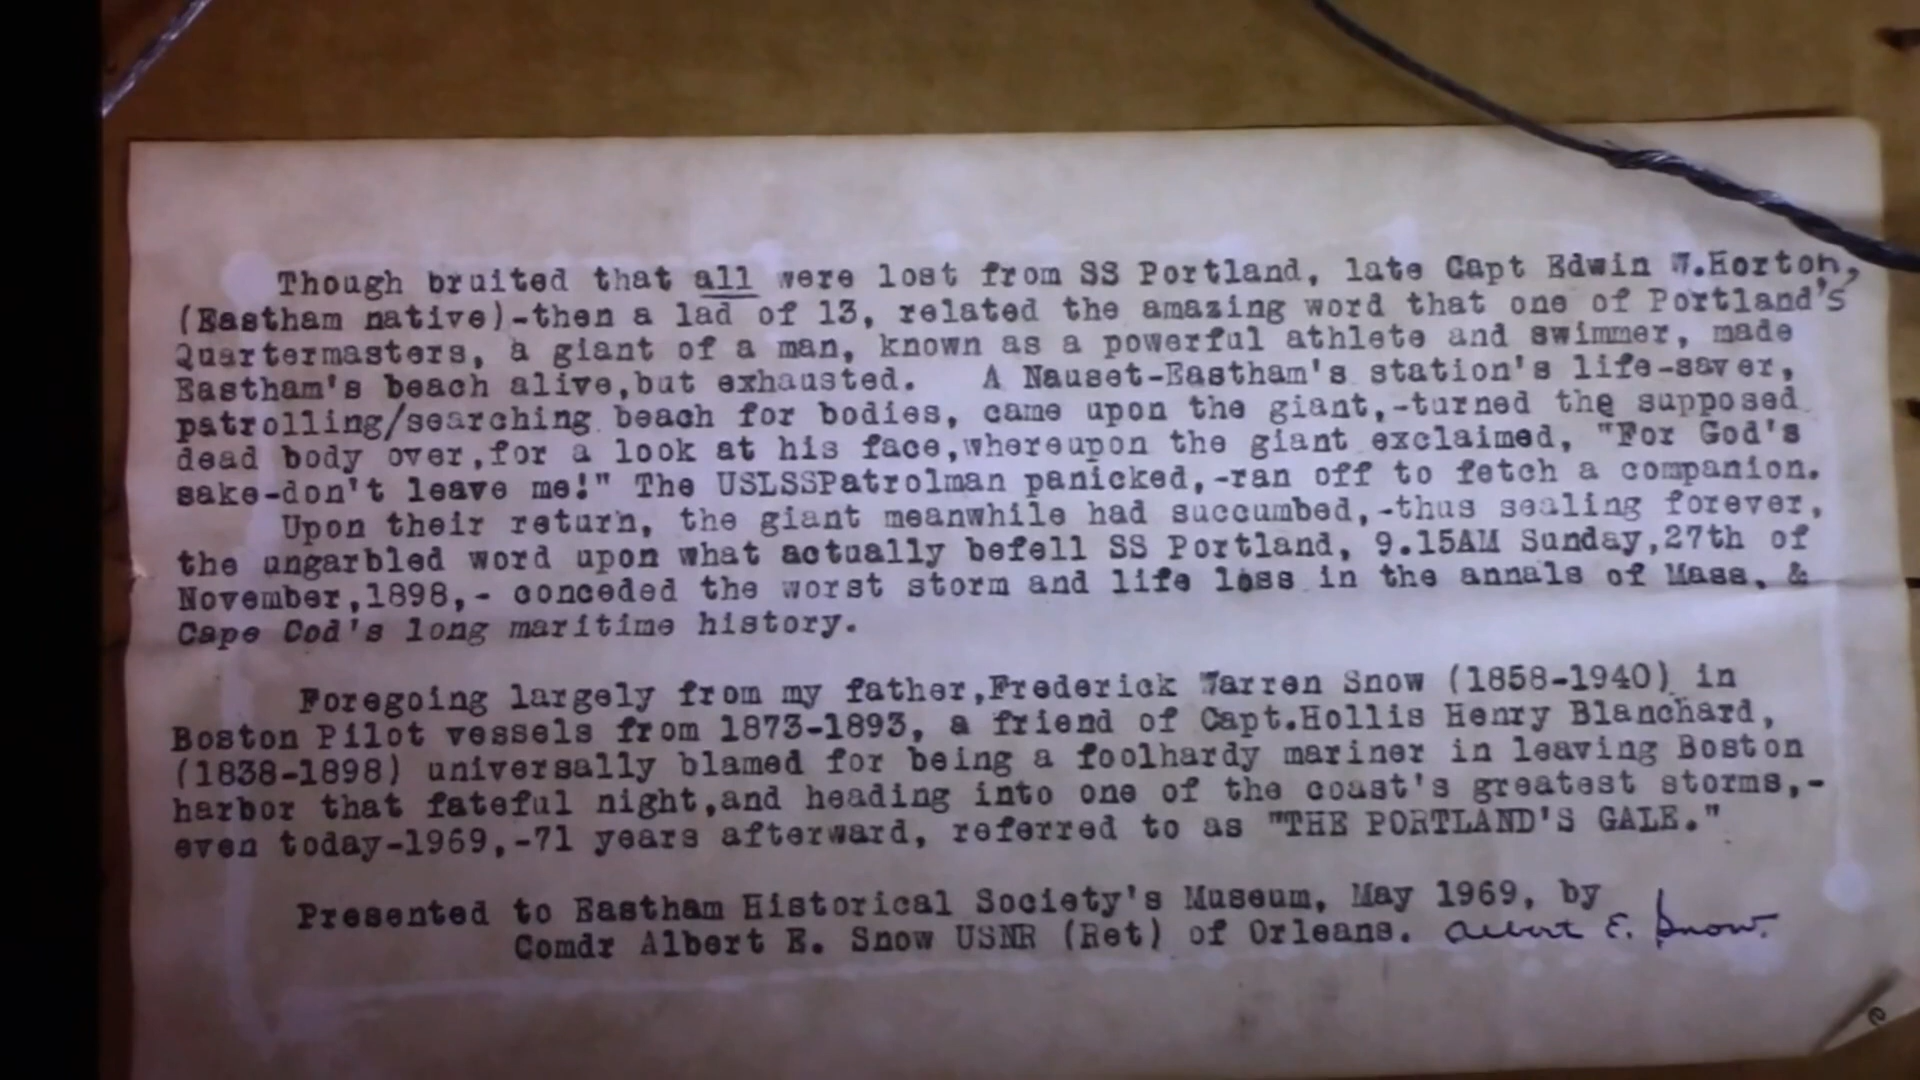 Though bruited that all were lost from SS Portland, late Capt Edwin W.Horton,
(Eastham native)-then a lad of 13, related the amazing word that one of Portland's
Quartermasters, a giant of a man, known as a powerful athlete and swimmer, made
Eastham's beach alive,but exhausted. A Nauset-Eastham's station's life-saver,
patrolling/searching beach for bodies, came upon the giant,-turned the supposed
dead body over,for a look at his face,whereupon the giant exclaimed, "For God's
sake-don't leave me!" The USLSSPatrolman panicked,-ran off to fetch a companion.
Upon their return, the giant meanwhile had succumbed,-thus sealing forever,
the ungarbled word upon what actually befell SS Portland, 9.15AM Sunday,27th of
November,1898,- conceded the worst storm and life loss in the annals of Mass. &
Cape Cod's long maritime history.
Foregoing largely from my father,Frederick Warren Snow (1858-1940) in
Boston Pilot vessels from 1873-1893, a friend of Capt.Hollis Henry Blanchard,
(1838-1898) universally blamed for being a foolhardy mariner in leaving Boston
harbor that fateful night,and heading into one of the coast's greatest storms,-
even today-1969,-71 years afterward, referred to as "THE PORTLAND'S GALE."
Presented to Eastham Historical Society's Museum, May 1969, by
Comdr Albert E. Snow USNR (Ret) of Orleans. Albert E. Snow.